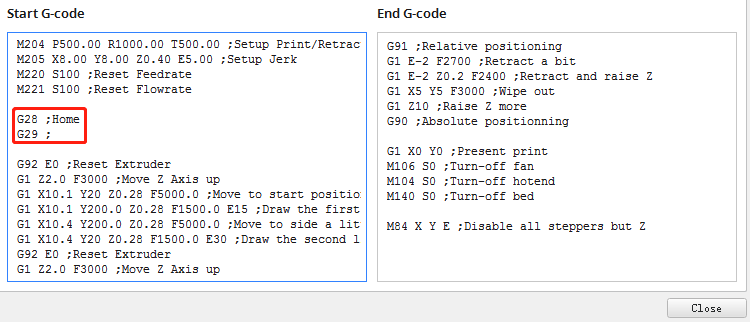 Start G-code
M204 P500.00 R1000.00 T500.00 ;Setup Print/Retrac
M205 X8.00 Y8.00 Z0.40 E5.00 ;Setup Jerk
M220 S100 ;Reset Feedrate
M221 S100 ;Reset Flowrate
G28 ;Home
G29 ;
G92 E0 ;Reset Extruder
G1 Z2.0 F3000 ;Move Z Axis up
G1 X10.1 Y20 Z0.28 F5000.0 ;Move to start position
G1 X10.1 Y200.0 Z0.28 F1500.0 E15 ;Draw the first
G1 X10.4 Y200.0 Z0.28 F5000.0 ;Move to side a lit
G1 X10.4 Y20 Z0.28 F1500.0 E30 ;Draw the second l
G92 E0 ;Reset Extruder
G1 Z2.0 F3000 ;Move Z Axis up
End G-code
G91 ;Relative positioning
G1 E-2 F2700 ;Retract a bit
G1 E-2 Z0.2 F2400 ;Retract and raise Z
G1 X5 Y5 F3000 ;Wipe out
G1 Z10 ;Raise Z more
G90 ;Absolute positionning
G1 X0 Y0 ;Present print
M106 S0 ;Turn-off fan
M104 S0 ;Turn-off hotend
M140 S0 ;Turn-off bed
M84 X Y E ;Disable all steppers but Z
Close